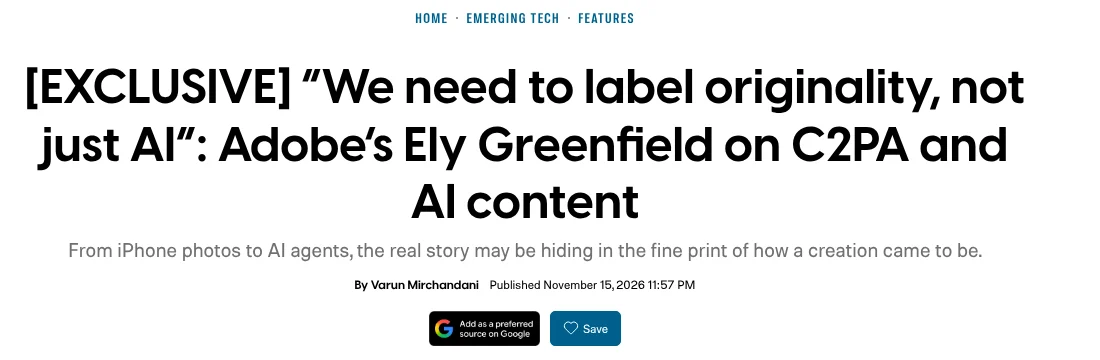 HOME · EMERGING TECH · FEATURES
[EXCLUSIVE] “We need to label originality, not
just AI“: Adobe‘s Ely Greenfield on C2PA and
AI content
From iPhone photos to AI agents, the real story may be hiding in the fine print of how a creation came to be.
By Varun Mirchandani Published November 15, 2026 11:57 PM
Add as a preferred
source on Google
Save